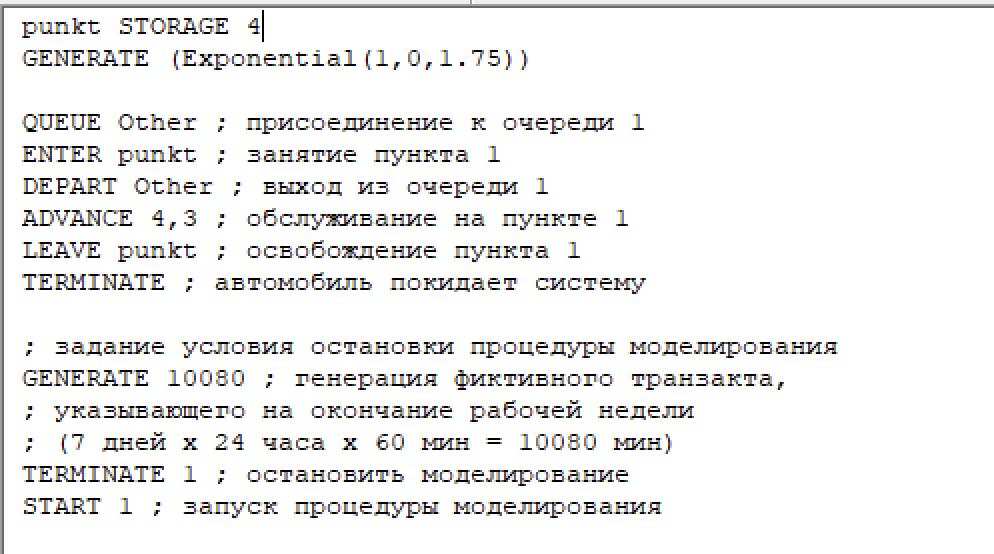 punkt STORAGE 4
GENERATE (Exponential(1,0,1.75))
QUEUE Other ; присоединение к очереди 1
ENTER punkt ; занятие пункта 1
DEPART Other ; выход из очереди 1
ADVANCE 4,3 ; обслуживание на пункте 1
LEAVE punkt ; освобождение пункта 1
TERMINATE ; автомобиль покидает систему
; задание условия остановки процедуры моделирования
GENERATE 10080 ; генерация фиктивного транзакта,
; указывающего на окончание рабочей недели
; (7 дней x 24 часа x 60 мин = 10080 мин)
TERMINATE 1 ; остановить моделирование
START 1 ; запуск процедуры моделирования